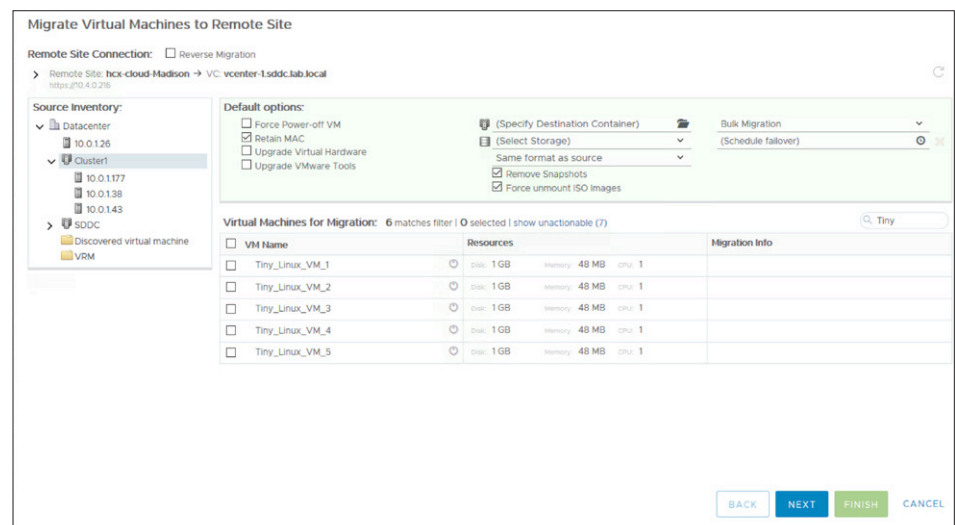 Migrate Virtual Machines to Remote Site
Remote Site Connection: Reverse Migration
Remote Site: hcx-cloud-Madison → VC: vcenter-1.sddc.lab.local
https://10.4.0.216
Source Inventory:
Datacenter
10.0.1.26
Cluster1
10.0.1.177
10.0.1.38
10.0.1.43
SDDC
Discovered virtual machine
VRM
Default options:
Force Power-off VM
Retain MAC
Upgrade Virtual Hardware
Upgrade VMware Tools
(Specify Destination Container)
(Select Storage)
Same format as source
Remove Snapshots
Force unmount ISO Images
Bulk Migration
(Schedule failover)
Virtual Machines for Migration: 6 matches filter | 0 selected | show unactionable (7)
Tiny
VM Name Resources Migration Info
Tiny_Linux_VM_1 Disk: 1 GB Memory: 48 MB CPU: 1
Tiny_Linux_VM_2 Disk: 1 GB Memory: 48 MB CPU: 1
Tiny_Linux_VM_3 Disk: 1 GB Memory: 48 MB CPU: 1
Tiny_Linux_VM_4 Disk: 1 GB Memory: 48 MB CPU: 1
Tiny_Linux_VM_5 Disk: 1 GB Memory: 48 MB CPU: 1
BACK NEXT FINISH CANCEL